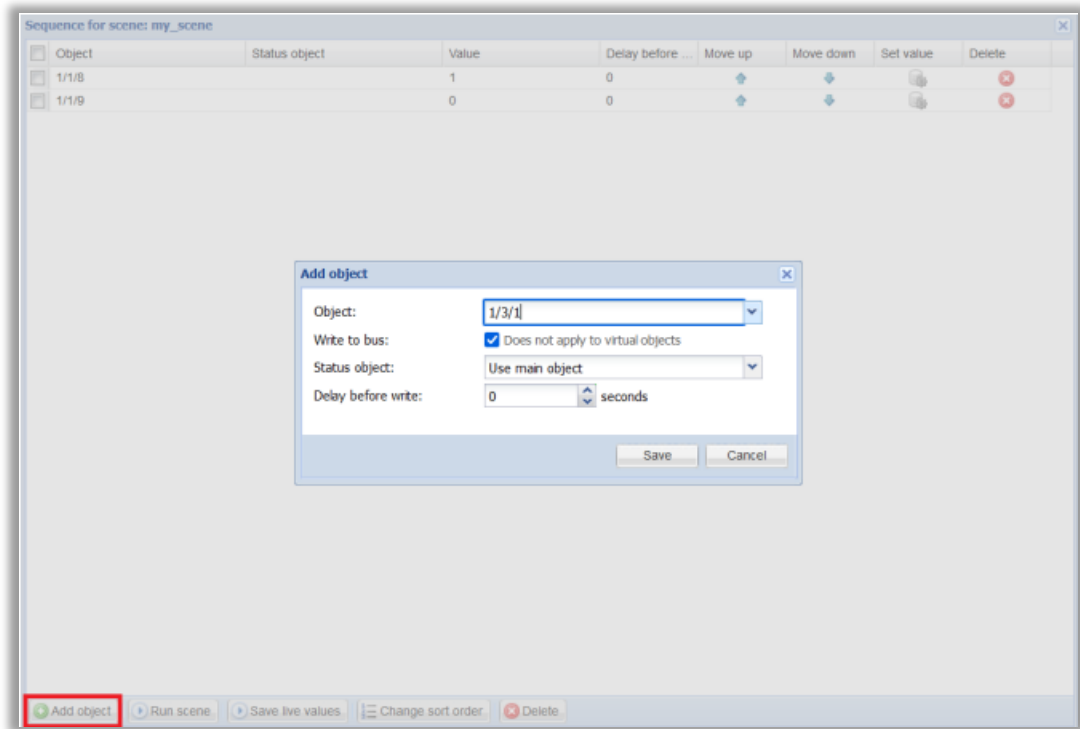 Sequence for scene: my_scene
Object Status object Value Delay before ... Move up Move down Set value Delete
1/1/8 1 0
1/1/9 0 0
Add object
Object: 1/3/1
Write to bus: Does not apply to virtual objects
Status object: Use main object
Delay before write: 0 seconds
Save Cancel
Add object Run scene Save live values Change sort order Delete